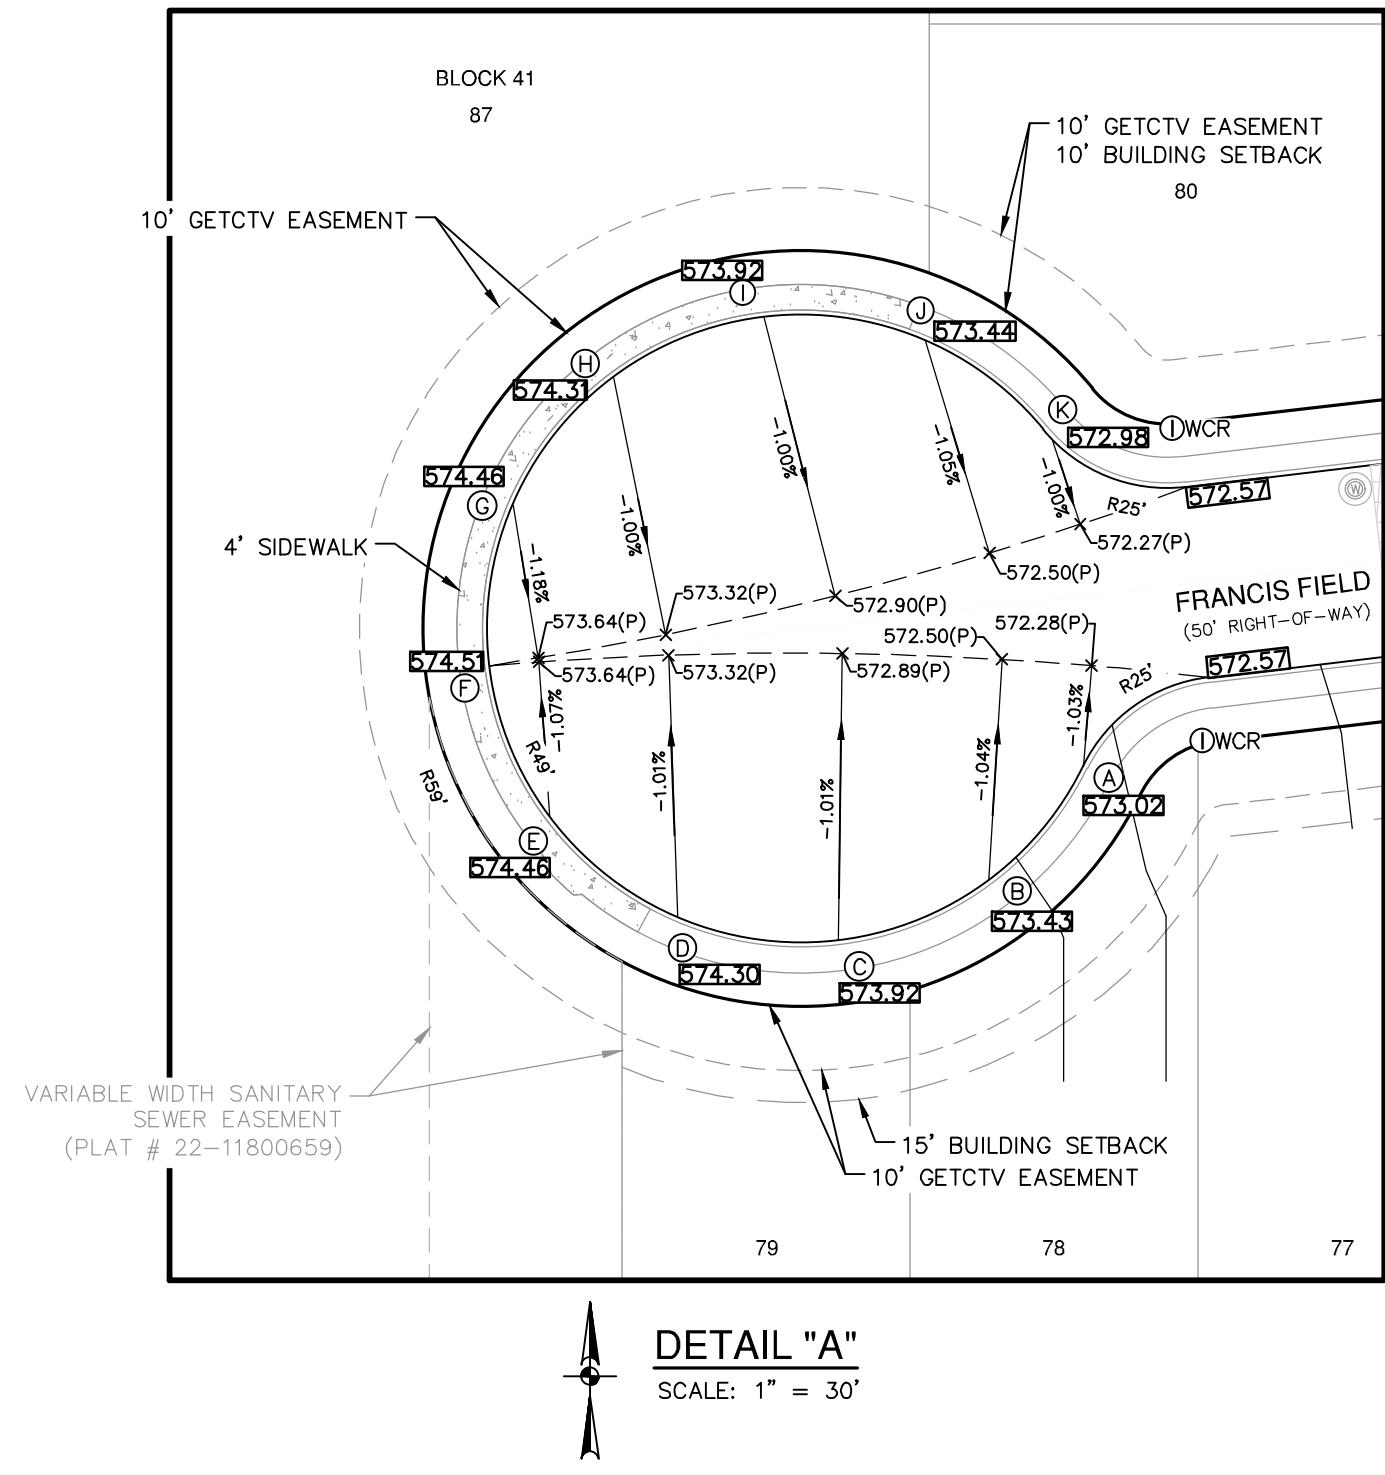 BLOCK 41
87
10' GETCTV EASEMENT
10' BUILDING SETBACK
80
10' GETCTV EASEMENT
573.92
I
J
573.44
H
574.31
K
572.98
I WCR
574.46
G
-1.00%
-1.05%
-1.00%
R25'
572.57
W
4' SIDEWALK
-1.18%
-1.00%
572.27(P)
572.50(P)
573.32(P)
572.90(P)
FRANCIS FIELD
(50' RIGHT-OF-WAY)
573.64(P)
572.50(P)
572.28(P)
574.51
F
573.64(P)
573.32(P)
572.89(P)
R25'
572.57
-1.07%
R49'
-1.01%
-1.01%
-1.04%
-1.03%
I WCR
R59'
A
573.02
E
574.46
B
573.43
D
574.30
C
573.92
VARIABLE WIDTH SANITARY
SEWER EASEMENT
(PLAT # 22-11800659)
15' BUILDING SETBACK
10' GETCTV EASEMENT
79
78
77
DETAIL "A"
SCALE: 1" = 30'